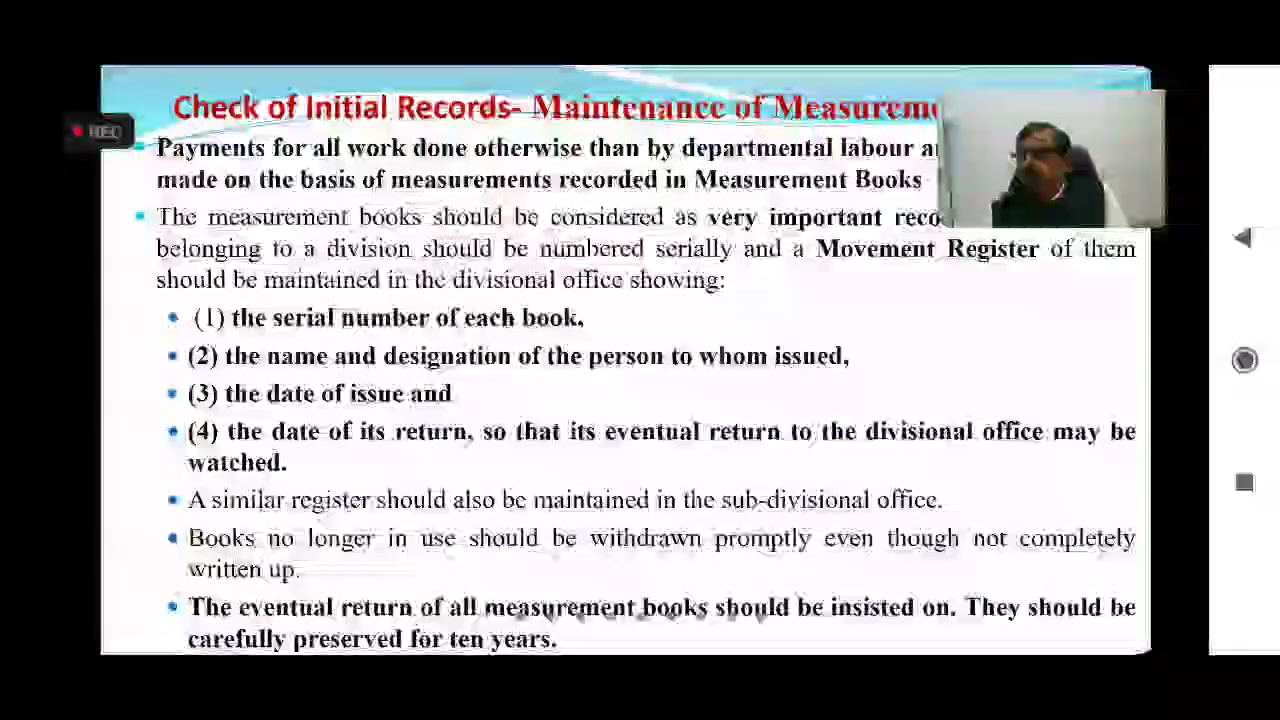 Check of Initial Records- Maintenance of Measurem
REC
Payments for all work done otherwise than by departmental labour
made on the basis of measurements recorded in Measurement Books
The measurement books should be considered as very important
belonging to a division should be numbered serially and a Movement Register of them
should be maintained in the divisional office showing:
(1) the serial number of each book,
(2) the name and designation of the person to whom issued,
(3) the date of issue and
(4) the date of its return, so that its eventual return to the divisional office may be
watched.
A similar register should also be maintained in the sub-divisional office.
Books no longer in use should be withdrawn promptly even though not completely
written up.
The eventual return of all measurement books should be insisted on. They should be
carefully preserved for ten years.